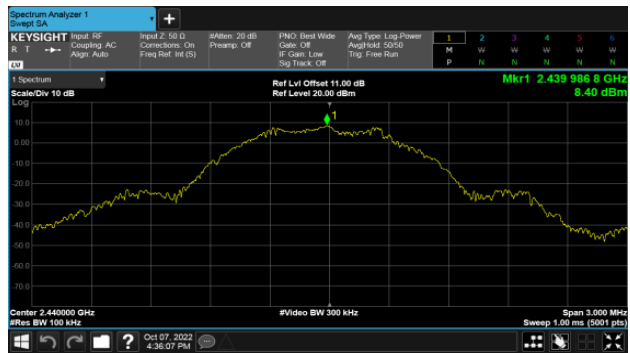 Spectrum Analyzer 1
Swept SA
+
KEYSIGHT Input: RF Input Z: 50 Ω #Atten: 20 dB PNO: Best Wide Avg Type: Log-Power 1 2 3 4 5 6
R T Coupling: AC Corrections: On Preamp: Off Gate: Off Avg|Hold: 50/50 M W W W W W
Align: Auto Freq Ref: Int (S) IF Gain: Low Trig: Free Run P N N N N N
LXI Sig Track: Off
1 Spectrum Ref Lvl Offset 11.00 dB Mkr1 2.439 986 8 GHz
Scale/Div 10 dB Ref Level 20.00 dBm 8.40 dBm
Log
1
10.0
0.00
-10.0
-20.0
-30.0
-40.0
-50.0
-60.0
-70.0
Center 2.440000 GHz #Video BW 300 kHz Span 3.000 MHz
#Res BW 100 kHz Sweep 1.00 ms (5001 pts)
? Oct 07, 2022
4:36:07 PM